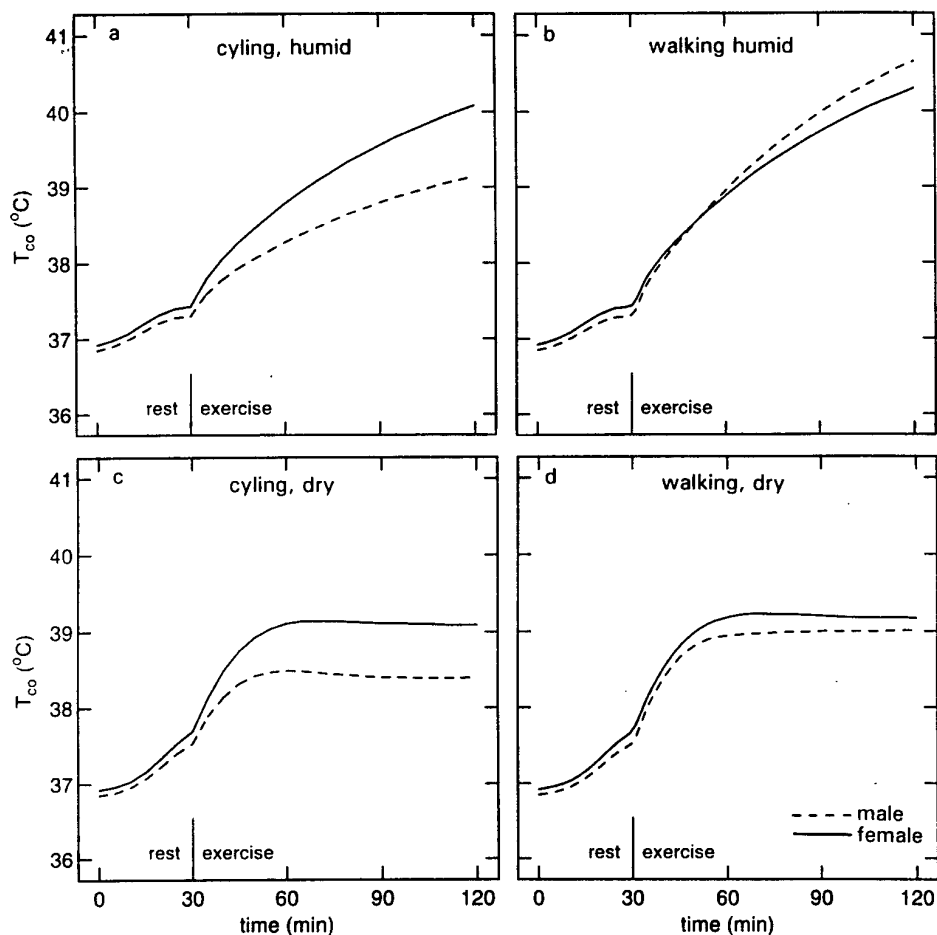 a
cyling, humid
b
walking humid
41
40
39
38
37
36
T_co (°C)
rest
exercise
rest
exercise
c
cyling, dry
d
walking, dry
41
40
39
38
37
36
T_co (°C)
rest
exercise
rest
exercise
male
female
0
30
60
90
120
0
30
60
90
120
time (min)
time (min)